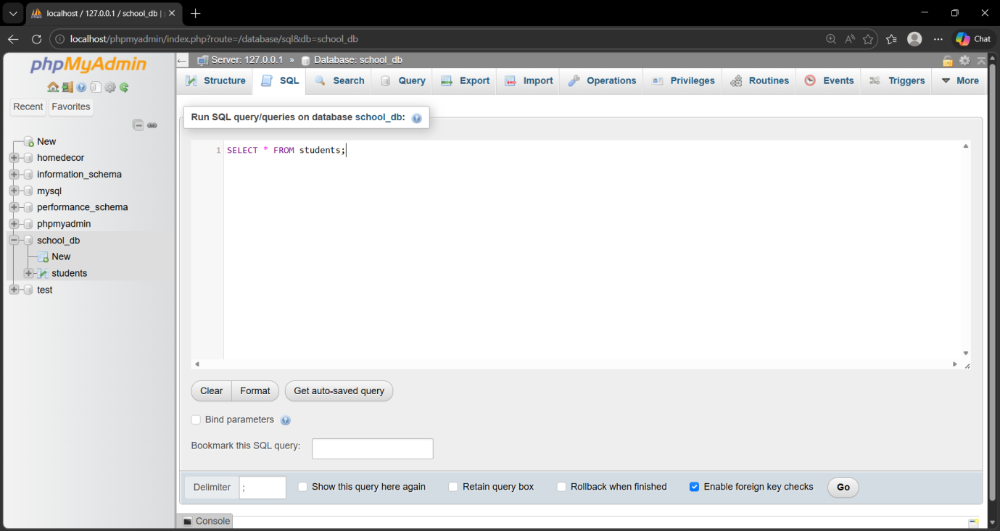 localhost / 127.0.0.1 / school_db |
localhost/phpmyadmin/index.php?route=/database/sql&db=school_db
Chat
phpMyAdmin
Recent
Favorites
New
homedecor
information_schema
mysql
performance_schema
phpmyadmin
school_db
New
students
test
Server: 127.0.0.1 » Database: school_db
Structure
SQL
Search
Query
Export
Import
Operations
Privileges
Routines
Events
Triggers
More
Run SQL query/queries on database school_db:
1 SELECT * FROM students;
Clear
Format
Get auto-saved query
Bind parameters
Bookmark this SQL query:
Delimiter ;
Show this query here again
Retain query box
Rollback when finished
Enable foreign key checks
Go
Console